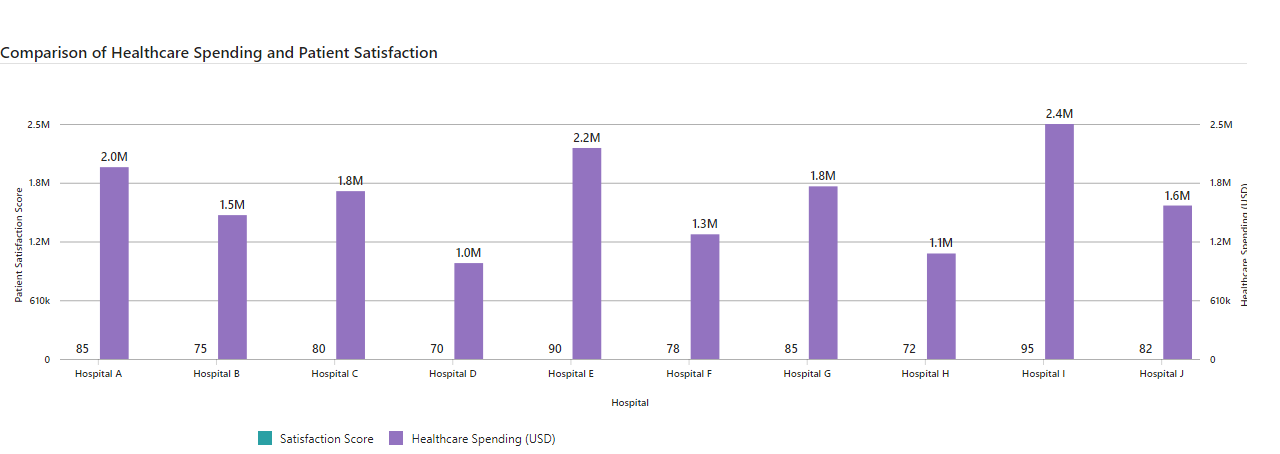 Comparison of Healthcare Spending and Patient Satisfaction
2.4M
2.5M 2.5M
2.2M
2.0M
1.8M 1.8M
1.8M 1.8M
1.6M
1.5M
1.3M
1.2M 1.1M 1.2M
1.0M
Patient Satisfaction Score
Healthcare Spending (USD)
610k 610k
85 75 80 70 90 78 85 72 95 82
0 0
Hospital A Hospital B Hospital C Hospital D Hospital E Hospital F Hospital G Hospital H Hospital I Hospital J
Hospital
Satisfaction Score Healthcare Spending (USD)